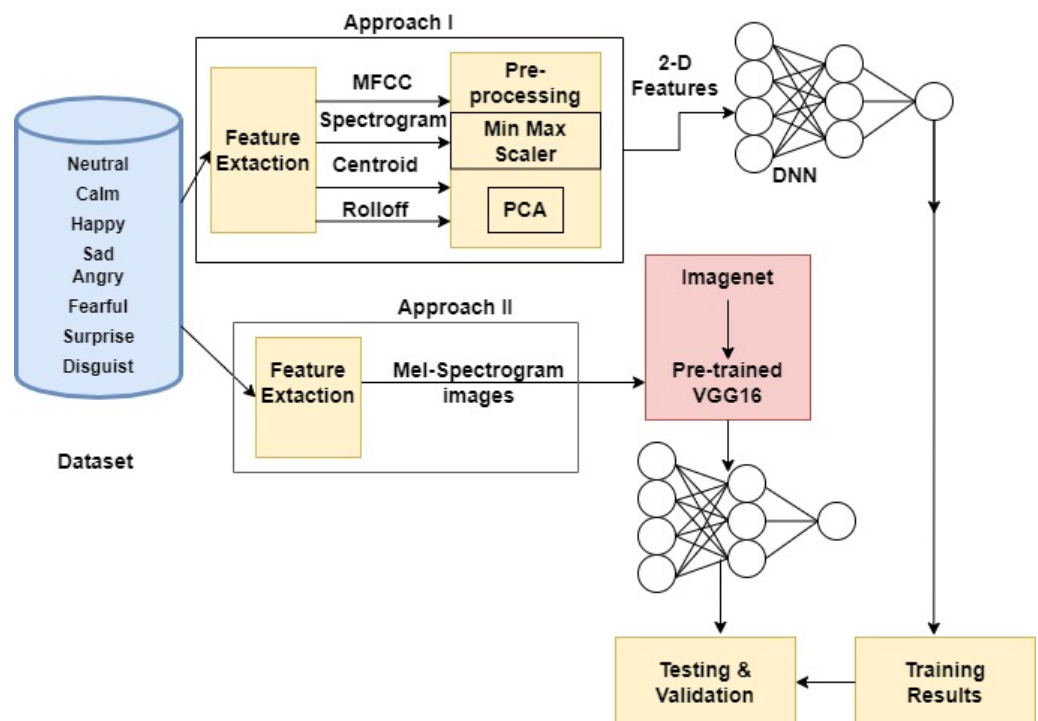 Approach I
Neutral
Calm
Happy
Sad
Angry
Fearful
Surprise
Disguist
Dataset
Feature
Extaction
MFCC
Spectrogram
Centroid
Rolloff
Pre-
processing
Min Max
Scaler
PCA
2-D
Features
DNN
Approach II
Feature
Extaction
Mel-Spectrogram
images
Imagenet
Pre-trained
VGG16
Testing &
Validation
Training
Results